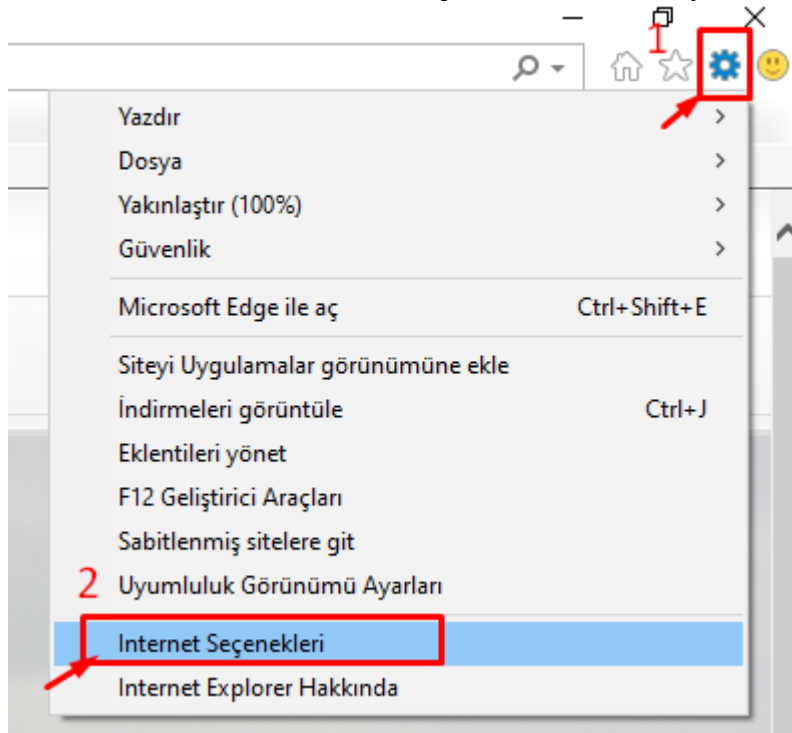 1
Yazdır
Dosya
Yakınlaştır (100%)
Güvenlik
Microsoft Edge ile aç Ctrl+Shift+E
Siteyi Uygulamalar görünümüne ekle
İndirmeleri görüntüle Ctrl+J
Eklentileri yönet
F12 Geliştirici Araçları
Sabitlenmiş sitelere git
2 Uyumluluk Görünümü Ayarları
Internet Seçenekleri
Internet Explorer Hakkında